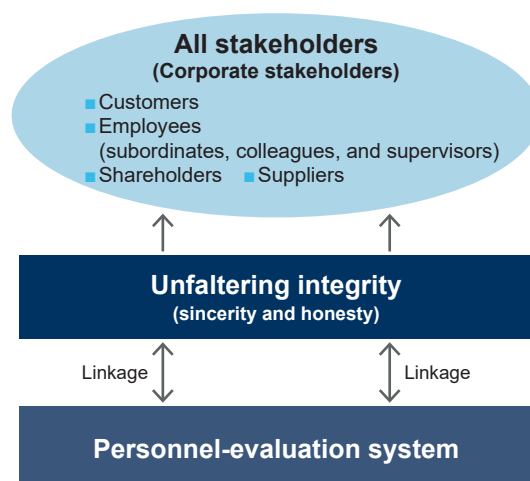 All stakeholders
(Corporate stakeholders)
■ Customers
■ Employees
(subordinates, colleagues, and supervisors)
■ Shareholders ■ Suppliers
Unfaltering integrity
(sincerity and honesty)
Linkage Linkage
Personnel-evaluation system